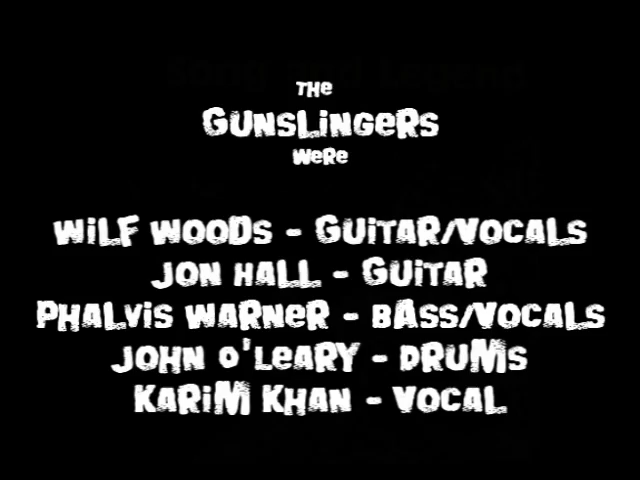 THe
GUNSLiNGeRS
WeRe
WiLF WOODS - GUiTAR/VOCALS
JON HALL - GUITAR
PHALViS WARNeR - BASS/VOCALS
JOHN O'LeARY - DRUMS
KARiM KHAN - VOCAL